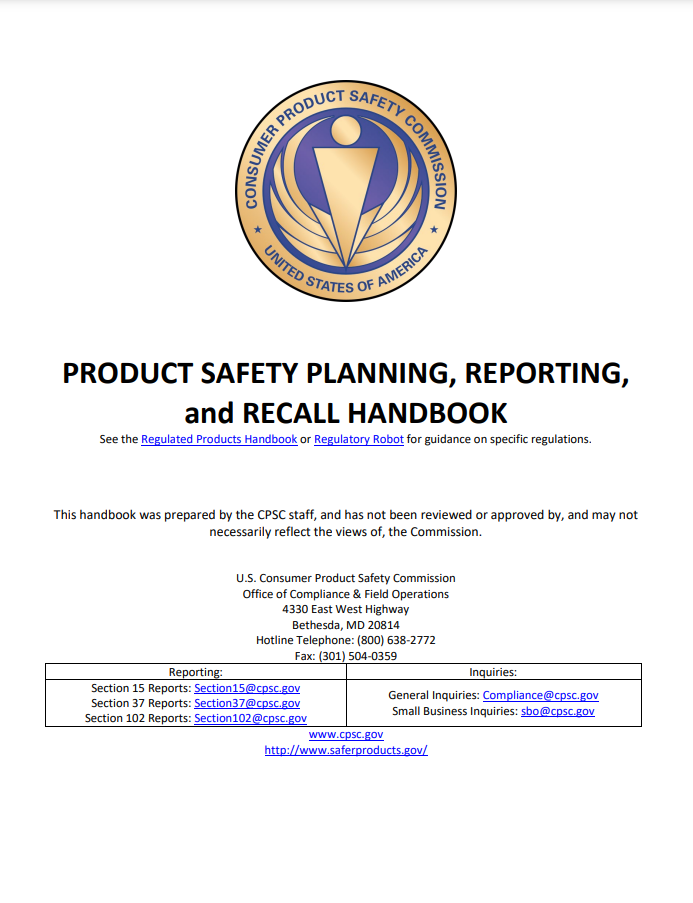 CONSUMER PRODUCT SAFETY COMMISSION
UNITED STATES OF AMERICA
PRODUCT SAFETY PLANNING, REPORTING,
and RECALL HANDBOOK
See the Regulated Products Handbook or Regulatory Robot for guidance on specific regulations.
This handbook was prepared by the CPSC staff, and has not been reviewed or approved by, and may not
necessarily reflect the views of, the Commission.
U.S. Consumer Product Safety Commission
Office of Compliance & Field Operations
4330 East West Highway
Bethesda, MD 20814
Hotline Telephone: (800) 638-2772
Fax: (301) 504-0359
Reporting:
Section 15 Reports: Section15@cpsc.gov
Section 37 Reports: Section37@cpsc.gov
Section 102 Reports: Section102@cpsc.gov
Inquiries:
General Inquiries: Compliance@cpsc.gov
Small Business Inquiries: sbo@cpsc.gov
www.cpsc.gov
http://www.saferproducts.gov/